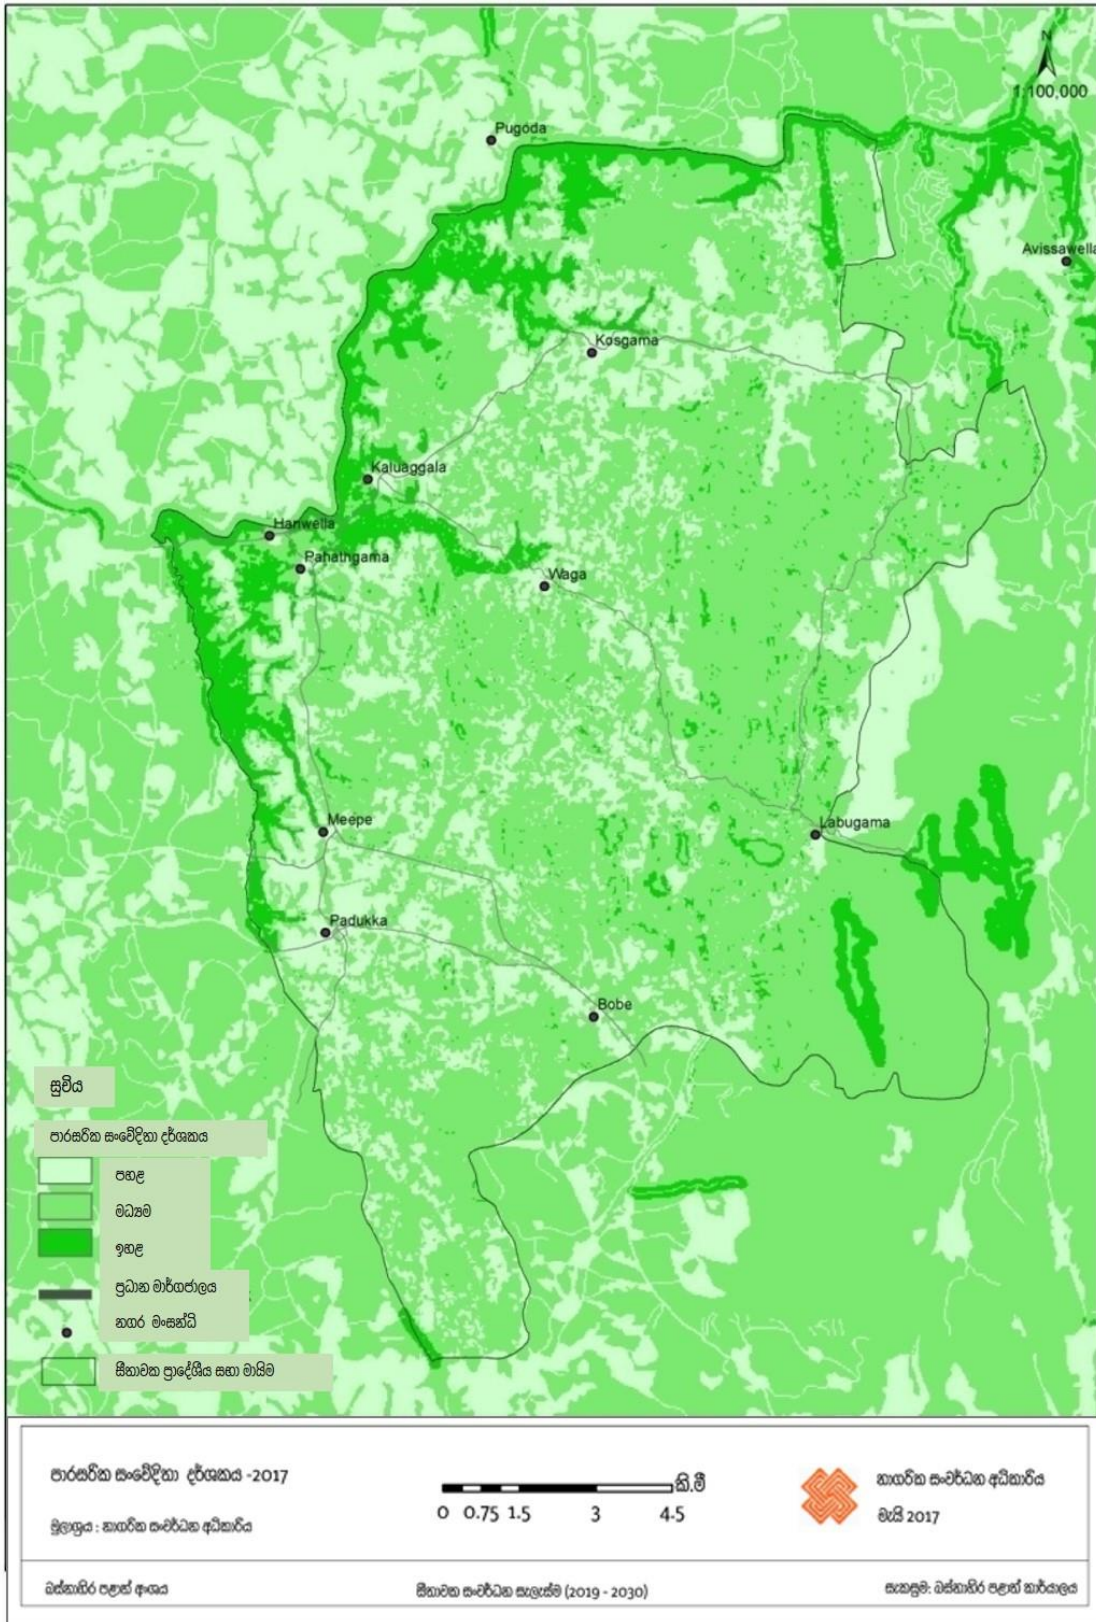 N
1:100,000
Pugoda
Avissawella
Kosgama
Kaluaggala
Hanwella
Pahathgama
Waga
Meepe
Labugama
Padukka
Bobe
සුචිය
පාරසරික සංවේදිතා දර්ශකය
පහළ
මධ්‍යම
ඉහළ
ප්‍රධාන මාර්ගජාලය
නගර මංසන්ධි
සීතාවක ප්‍රාදේශීය සභා මායිම
පාරසරික සංවේදිතා දර්ශකය -2017
මූලාශ්‍රය : නාගරික සංවර්ධන අධිකාරිය
කි.මී
0 0.75 1.5 3 4.5
නාගරික සංවර්ධන අධිකාරිය
මැයි 2017
බස්නාහිර පළාත් අංශය
සීතාවක සංවර්ධන සැලැස්ම (2019 - 2030)
සැකසුම: බස්නාහිර පළාත් කාර්යාලය